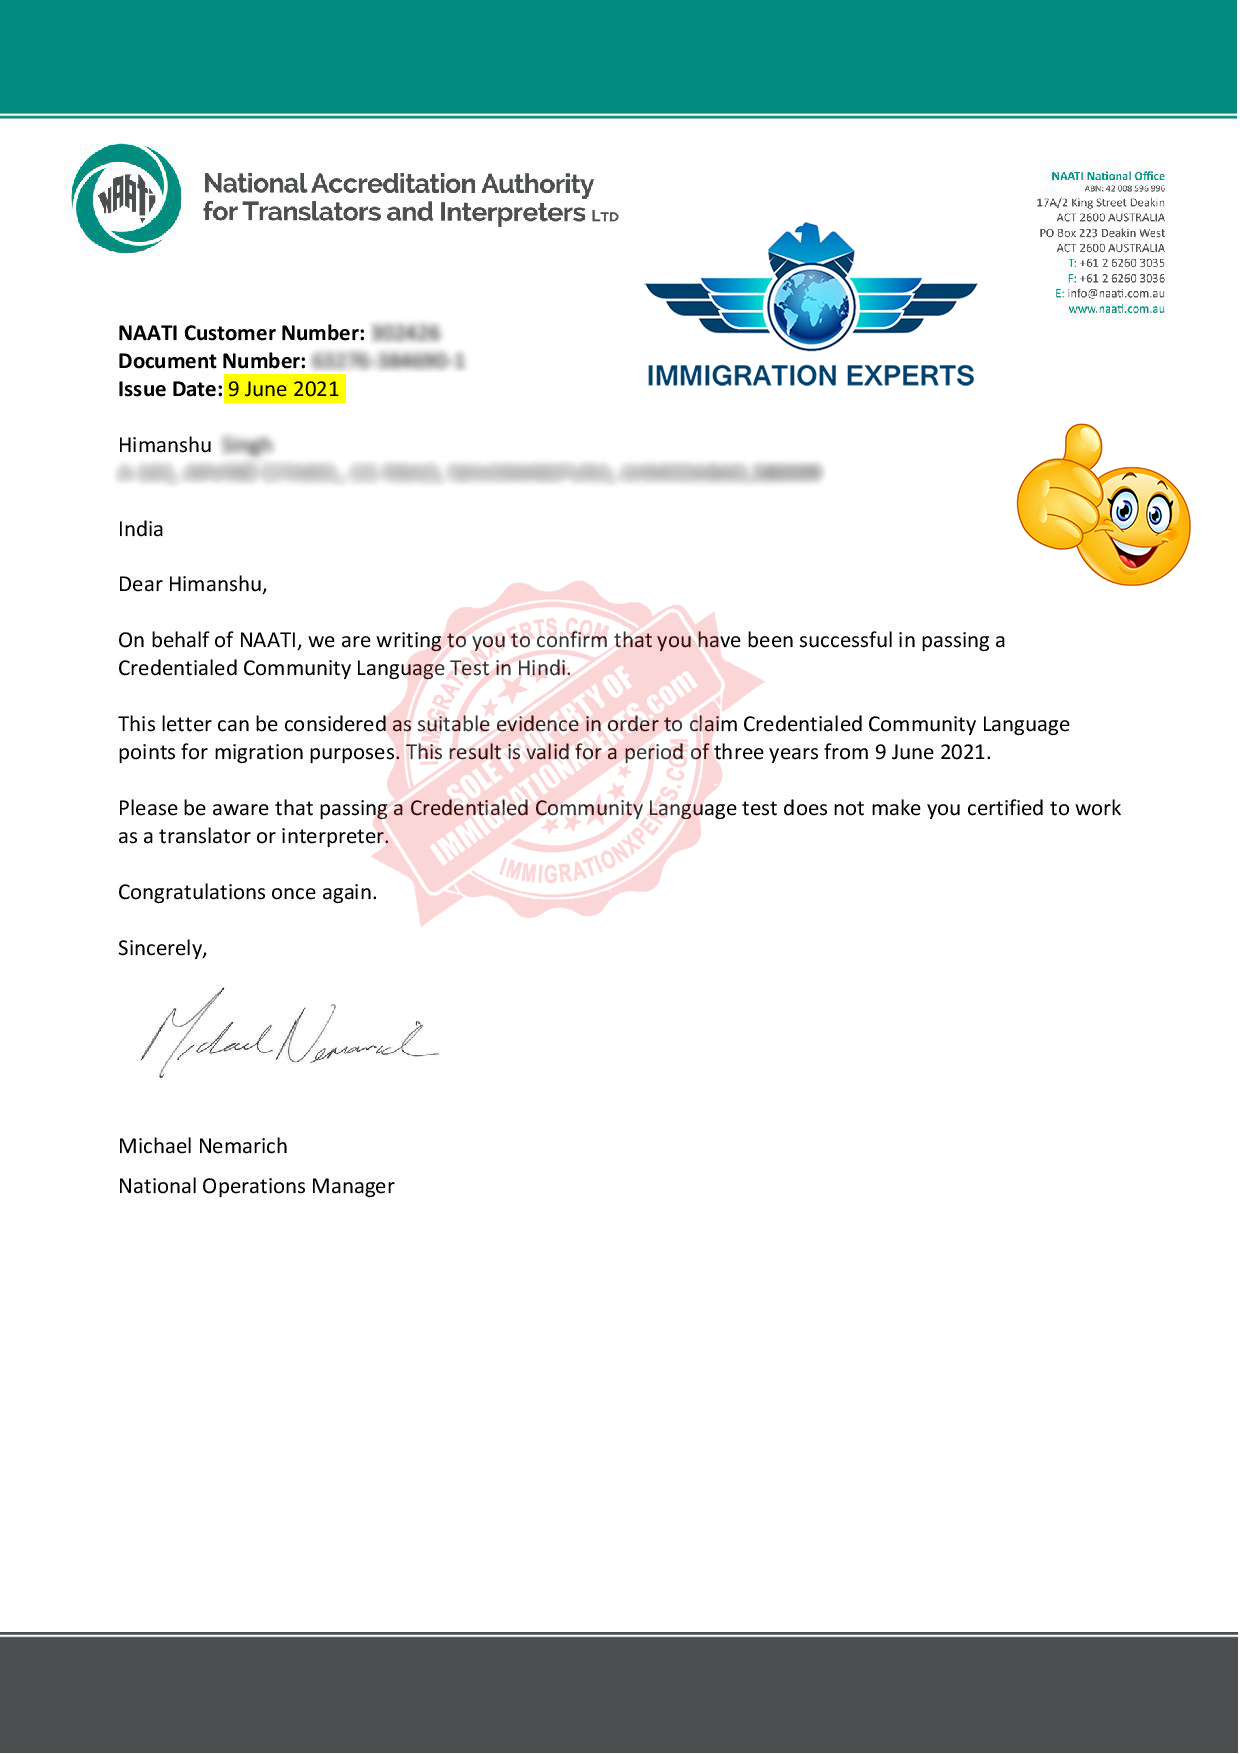 NAATI
National Accreditation Authority
for Translators and Interpreters LTD
NAATI National Office
ABN: 42 008 596 996
17A/2 King Street Deakin
ACT 2600 AUSTRALIA
PO Box 223 Deakin West
ACT 2600 AUSTRALIA
T: +61 2 6260 3035
F: +61 2 6260 3036
E: info@naati.com.au
www.naati.com.au
IMMIGRATION EXPERTS
NAATI Customer Number:
Document Number:
Issue Date: 9 June 2021
Himanshu
India
Dear Himanshu,
On behalf of NAATI, we are writing to you to confirm that you have been successful in passing a
Credentialed Community Language Test in Hindi.
This letter can be considered as suitable evidence in order to claim Credentialed Community Language
points for migration purposes. This result is valid for a period of three years from 9 June 2021.
Please be aware that passing a Credentialed Community Language test does not make you certified to work
as a translator or interpreter.
IMMIGRATIONXPERTS.COM
SOLE PROPERTY OF
IMMIGRATIONXPERTS.com
IMMIGRATIONXPERTS.COM
Congratulations once again.
Sincerely,
Michael Nemarich
Michael Nemarich
National Operations Manager